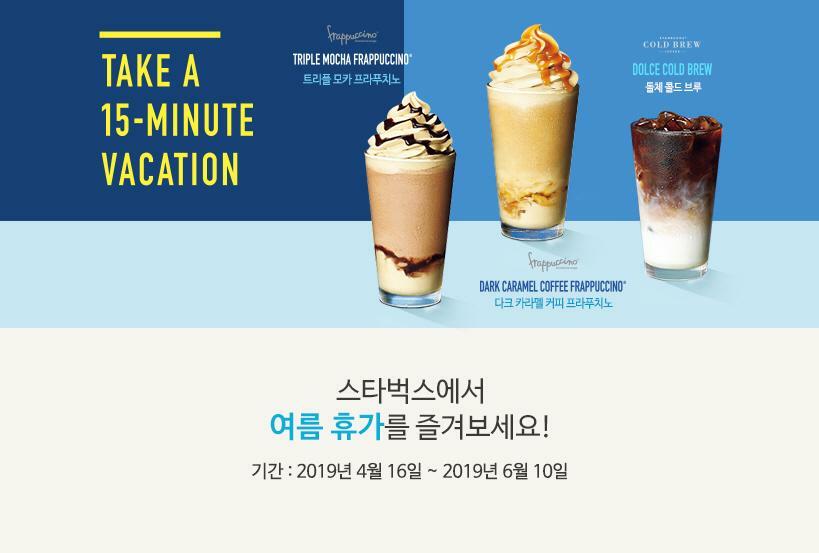 TAKE A
15-MINUTE
VACATION
frappuccino
TRIPLE MOCHA FRAPPUCCINO®
트리플 모카 프라푸치노
frappuccino
DARK CARAMEL COFFEE FRAPPUCCINO®
다크 카라멜 커피 프라푸치노
STARBUCKS®
COLD BREW
COFFEE
DOLCE COLD BREW
돌체 콜드 브루
스타벅스에서
여름 휴가를 즐겨보세요!
기간 : 2019년 4월 16일 ~ 2019년 6월 10일